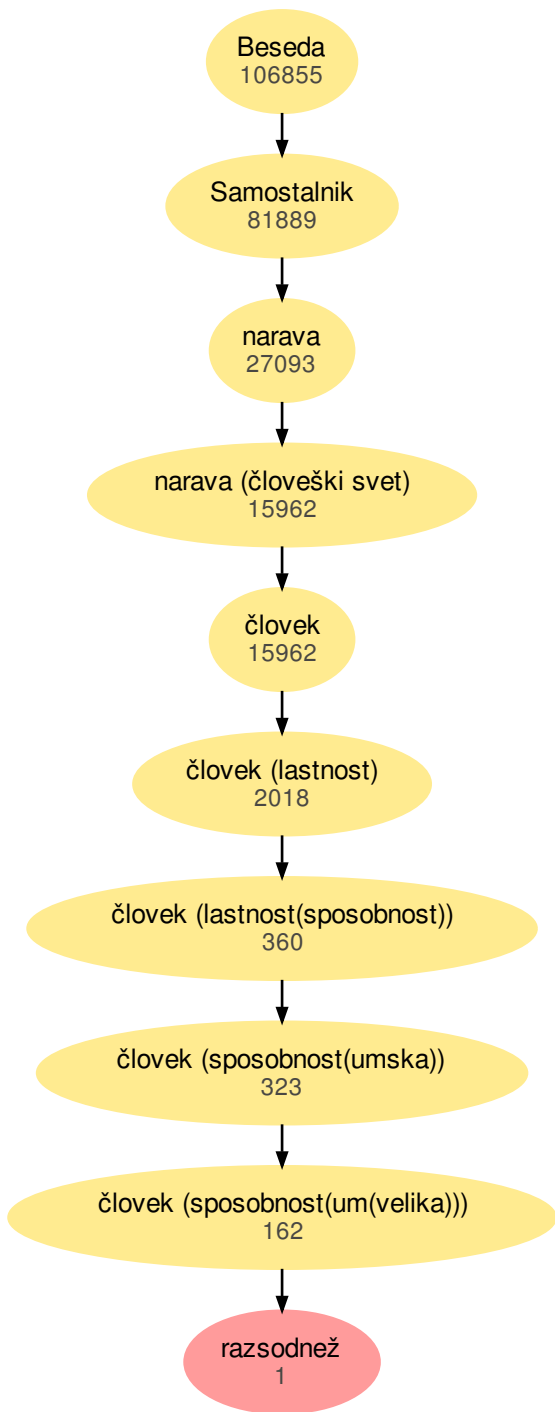 Beseda
106855
Samostalnik
81889
narava
27093
narava (človeški svet)
15962
človek
15962
človek (lastnost)
2018
človek (lastnost(sposobnost))
360
človek (sposobnost(umska))
323
človek (sposobnost(um(velika)))
162
razsodnež
1